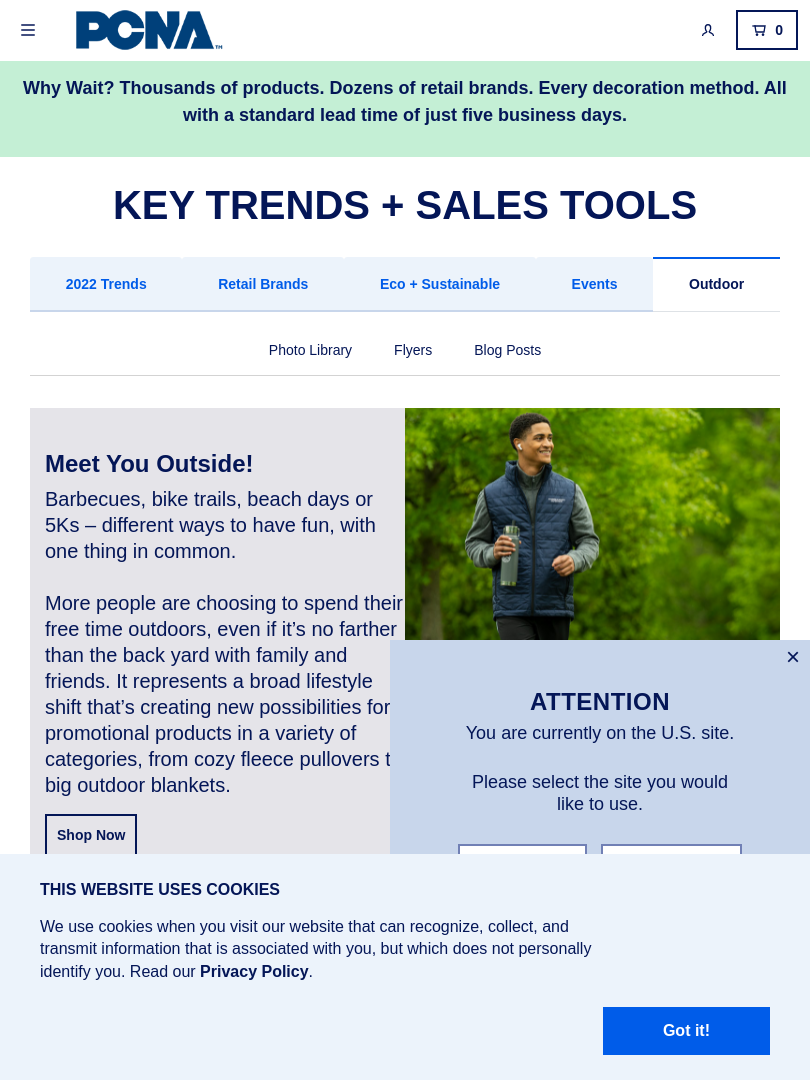 PCNA™
0
Why Wait? Thousands of products. Dozens of retail brands. Every decoration method. All
with a standard lead time of just five business days.
KEY TRENDS + SALES TOOLS
2022 Trends
Retail Brands
Eco + Sustainable
Events
Outdoor
Photo Library
Flyers
Blog Posts
Meet You Outside!
Barbecues, bike trails, beach days or
5Ks – different ways to have fun, with
one thing in common.
More people are choosing to spend their
free time outdoors, even if it’s no farther
than the back yard with family and
friends. It represents a broad lifestyle
shift that’s creating new possibilities for
promotional products in a variety of
categories, from cozy fleece pullovers t
big outdoor blankets.
Shop Now
ATTENTION
You are currently on the U.S. site.
Please select the site you would
like to use.
THIS WEBSITE USES COOKIES
We use cookies when you visit our website that can recognize, collect, and
transmit information that is associated with you, but which does not personally
identify you. Read our Privacy Policy.
Got it!